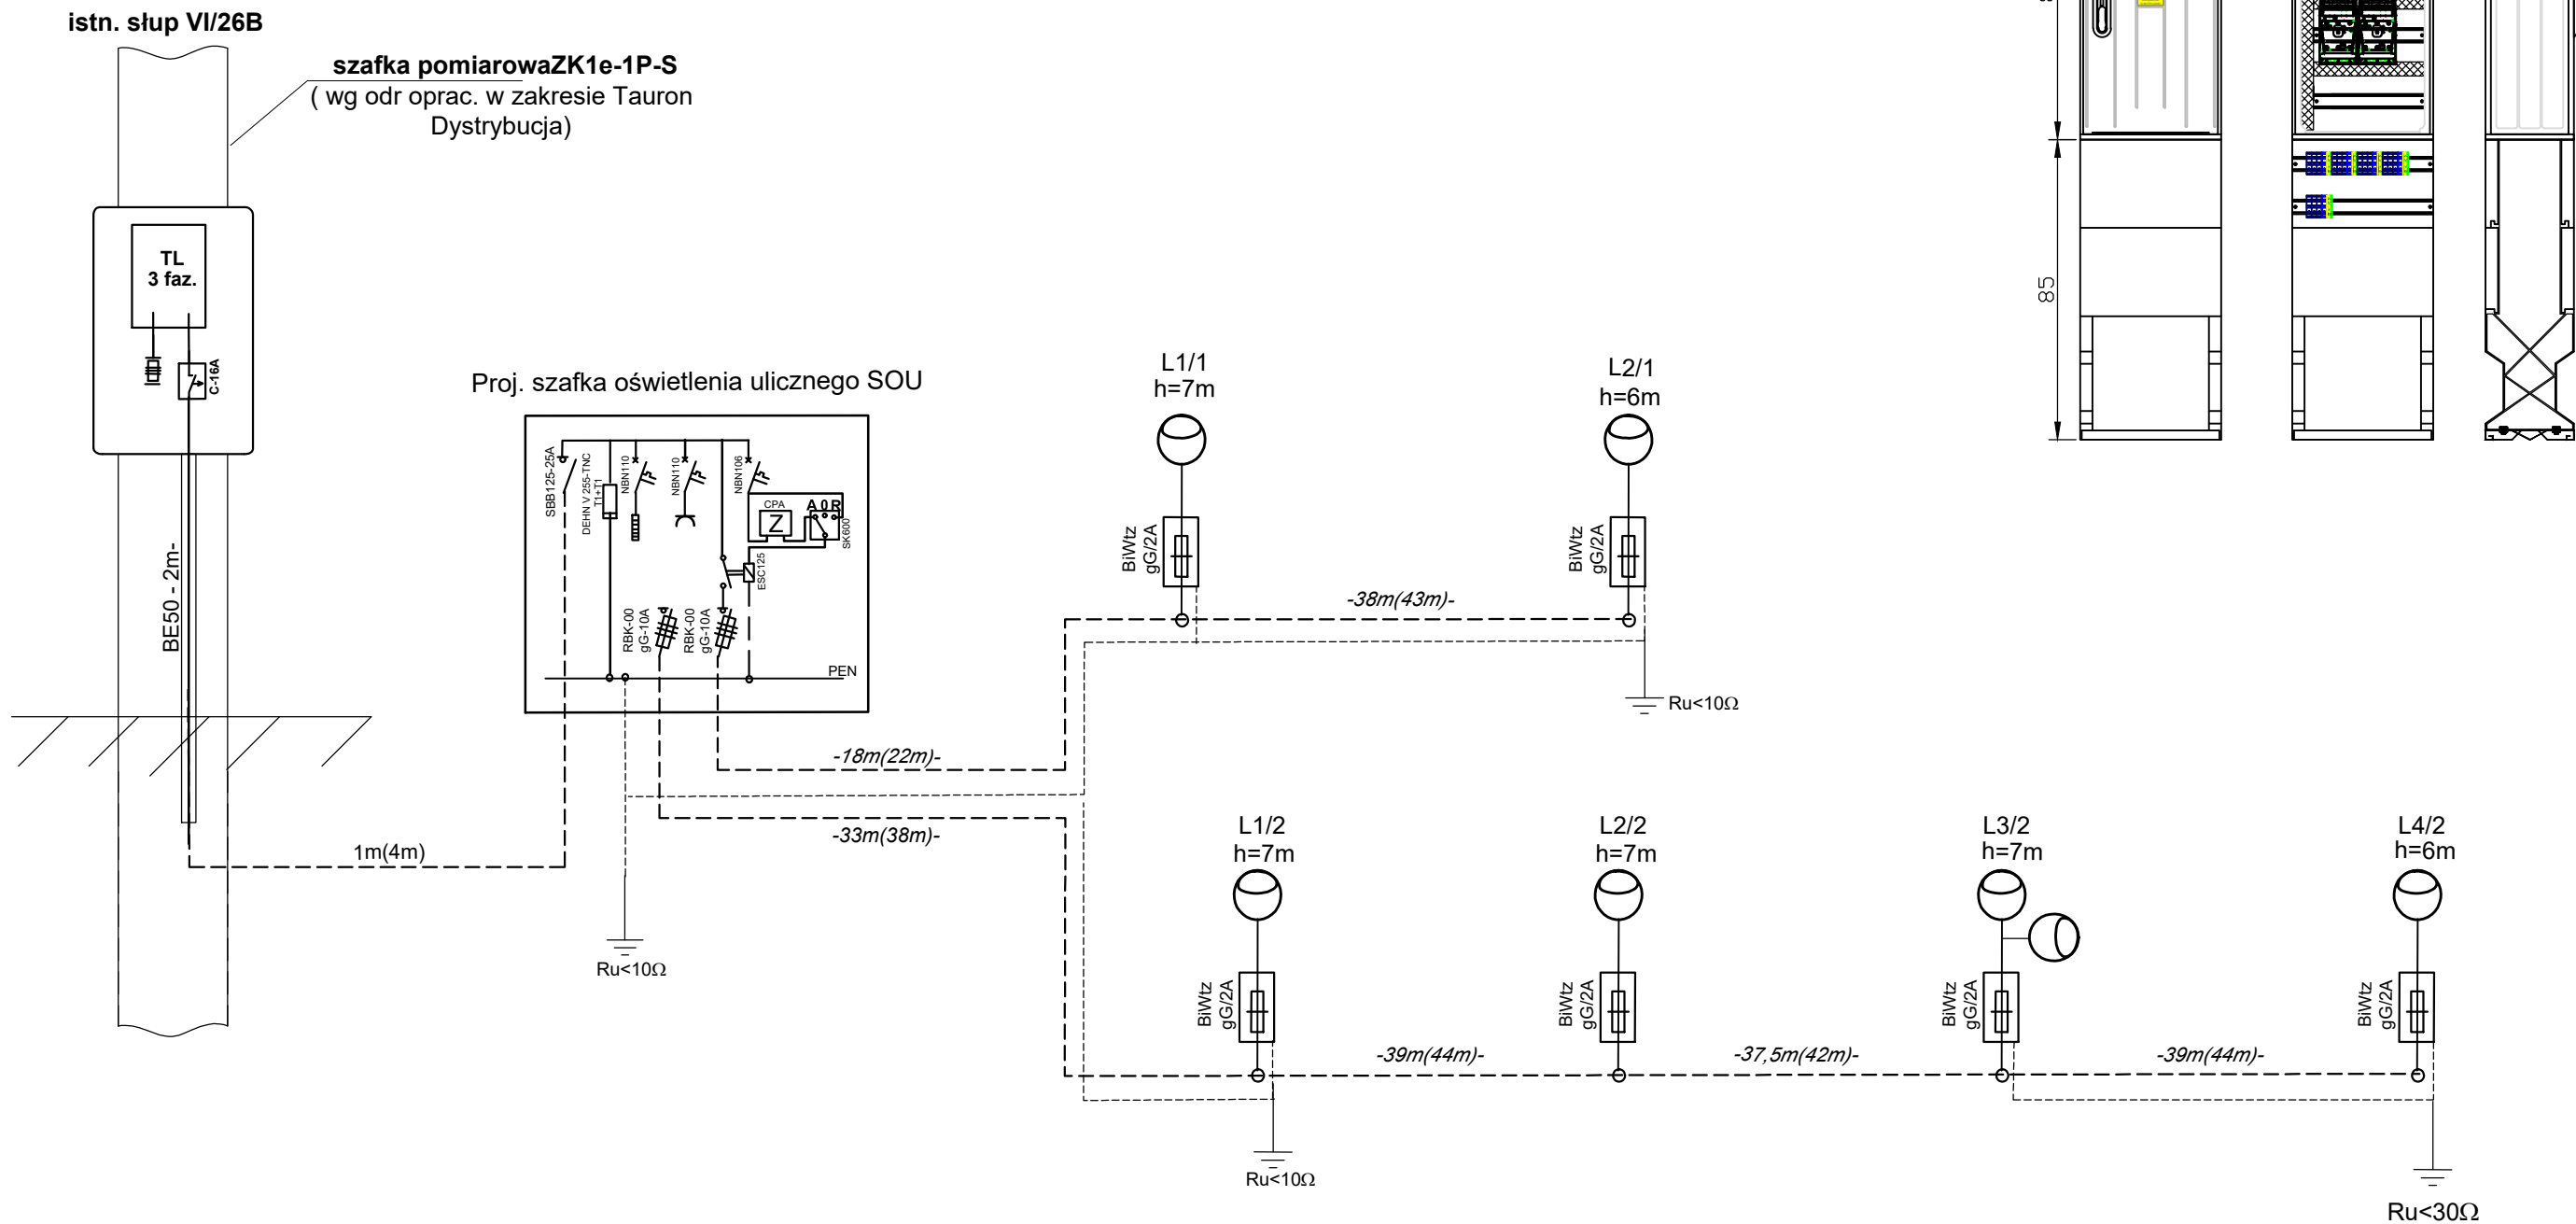 istn. słup VI/26B
szafka pomiarowaZK1e-1P-S
( wg odr oprac. w zakresie Tauron
Dystrybucja)
TL
3 faz.
C-16A
BE50 - 2m-
1m(4m)
Proj. szafka oświetlenia ulicznego SOU
SBB125-25A
DEHN V 255-TNC
T1+T1
NBN110
NBN110
NBN106
CPA
Z
A 0 R
SK600
ESC125
RBK-00
gG-10A
RBK-00
gG-10A
PEN
Ru<10Ω
-18m(22m)-
-33m(38m)-
L1/1
h=7m
BiWtz
gG/2A
-38m(43m)-
L2/1
h=6m
BiWtz
gG/2A
Ru<10Ω
L1/2
h=7m
BiWtz
gG/2A
Ru<10Ω
-39m(44m)-
L2/2
h=7m
BiWtz
gG/2A
-37,5m(42m)-
L3/2
h=7m
BiWtz
gG/2A
-39m(44m)-
L4/2
h=6m
BiWtz
gG/2A
Ru<30Ω
85